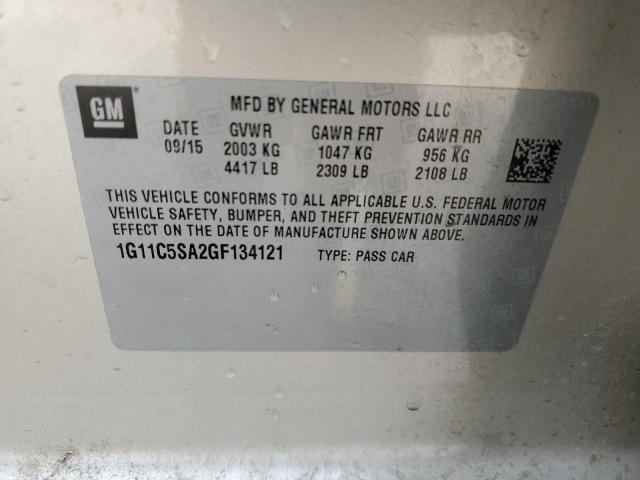 GM
MFD BY GENERAL MOTORS LLC
DATE GVWR GAWR FRT GAWR RR
09/15 2003 KG 1047 KG 956 KG
4417 LB 2309 LB 2108 LB
THIS VEHICLE CONFORMS TO ALL APPLICABLE U.S. FEDERAL MOTOR
VEHICLE SAFETY, BUMPER, AND THEFT PREVENTION STANDARDS IN
EFFECT ON THE DATE OF MANUFACTURE SHOWN ABOVE.
1G11C5SA2GF134121 TYPE: PASS CAR